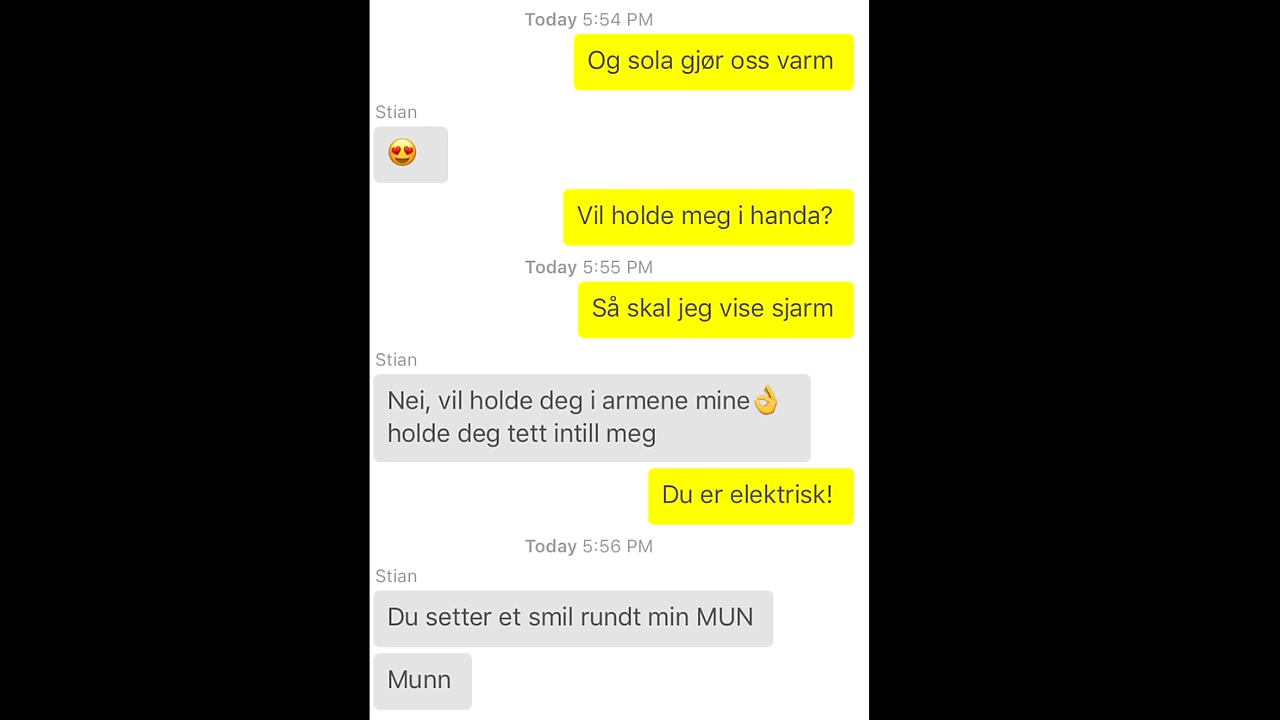 Today 5:54 PM
Og sola gjør oss varm
Stian
😍
Vil holde meg i handa?
Today 5:55 PM
Så skal jeg vise sjarm
Stian
Nei, vil holde deg i armene mine👌
holde deg tett intill meg
Du er elektrisk!
Today 5:56 PM
Stian
Du setter et smil rundt min MUN
Munn